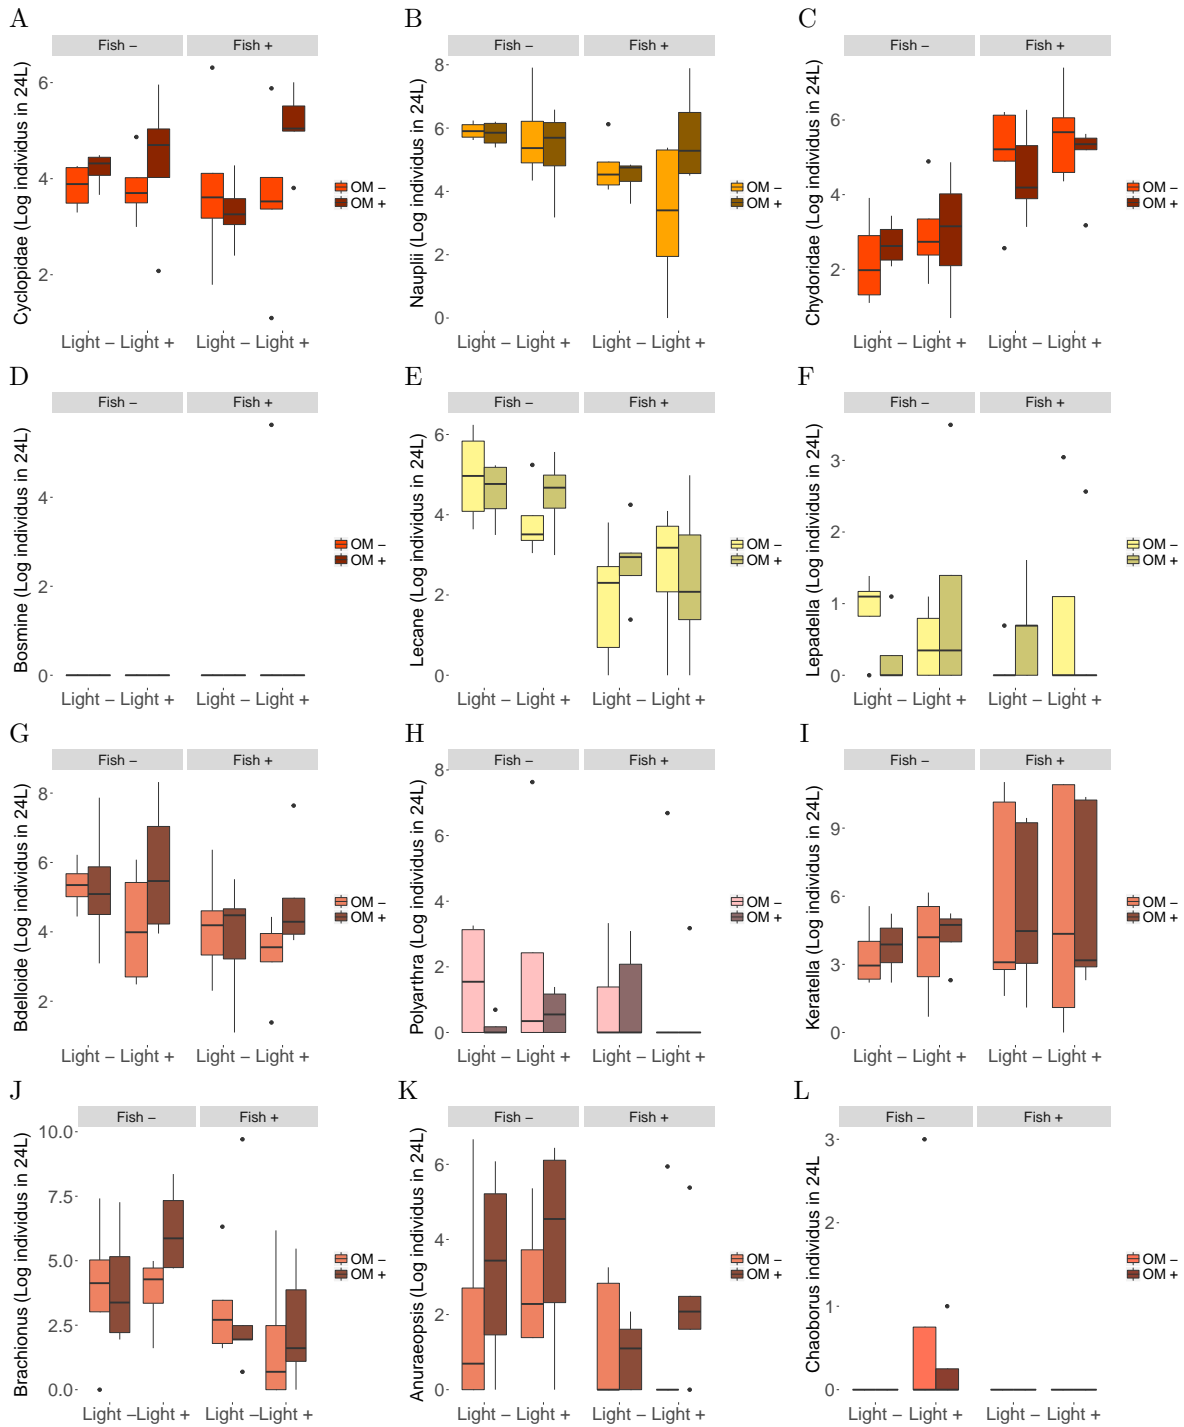 A
Fish – Fish +
Cyclopidae (Log individus in 24L)
6
4
2
Light – Light + Light – Light +
OM –
OM +
B
Fish – Fish +
Nauplii (Log individus in 24L)
8
6
4
2
0
Light – Light + Light – Light +
OM –
OM +
C
Fish – Fish +
Chydoridae (Log individus in 24L)
6
4
2
Light – Light + Light – Light +
OM –
OM +
D
Fish – Fish +
Bosmine (Log individus in 24L)
4
2
0
Light – Light + Light – Light +
OM –
OM +
E
Fish – Fish +
Lecane (Log individus in 24L)
6
4
2
0
Light – Light + Light – Light +
OM –
OM +
F
Fish – Fish +
Lepadella (Log individus in 24L)
3
2
1
0
Light – Light + Light – Light +
OM –
OM +
G
Fish – Fish +
Bdelloide (Log individus in 24L)
8
6
4
2
Light – Light + Light – Light +
OM –
OM +
H
Fish – Fish +
Polyarthra (Log individus in 24L)
8
6
4
2
0
Light – Light + Light – Light +
OM –
OM +
I
Fish – Fish +
Keratella (Log individus in 24L)
9
6
3
0
Light – Light + Light – Light +
OM –
OM +
J
Fish – Fish +
Brachionus (Log individus in 24L)
10.0
7.5
5.0
2.5
0.0
Light – Light + Light – Light +
OM –
OM +
K
Fish – Fish +
Anuraeopsis (Log individus in 24L)
6
4
2
0
Light – Light + Light – Light +
OM –
OM +
L
Fish – Fish +
Chaoborus individus in 24L
3
2
1
0
Light – Light + Light – Light +
OM –
OM +